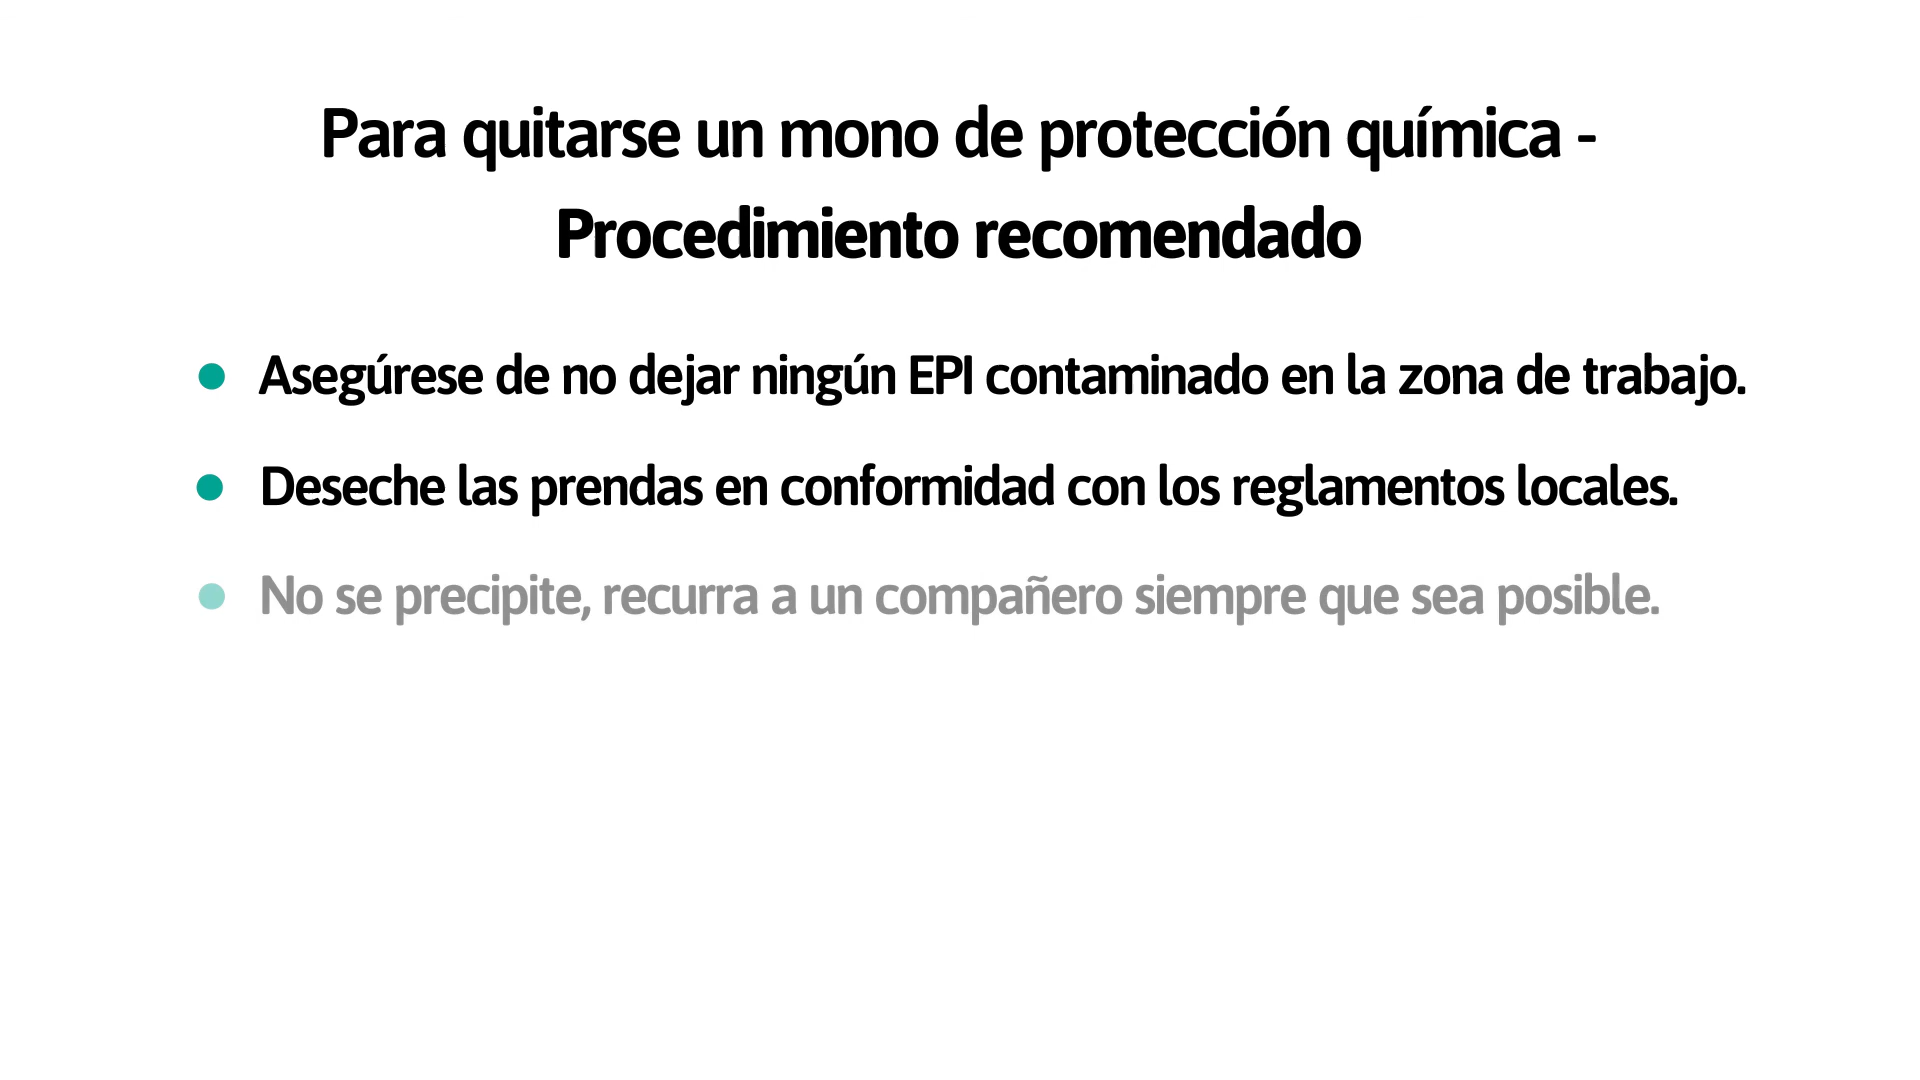 Para quitarse un mono de protección química -
Procedimiento recomendado
Asegúrese de no dejar ningún EPI contaminado en la zona de trabajo.
Deseche las prendas en conformidad con los reglamentos locales.
No se precipite, recurra a un compañero siempre que sea posible.